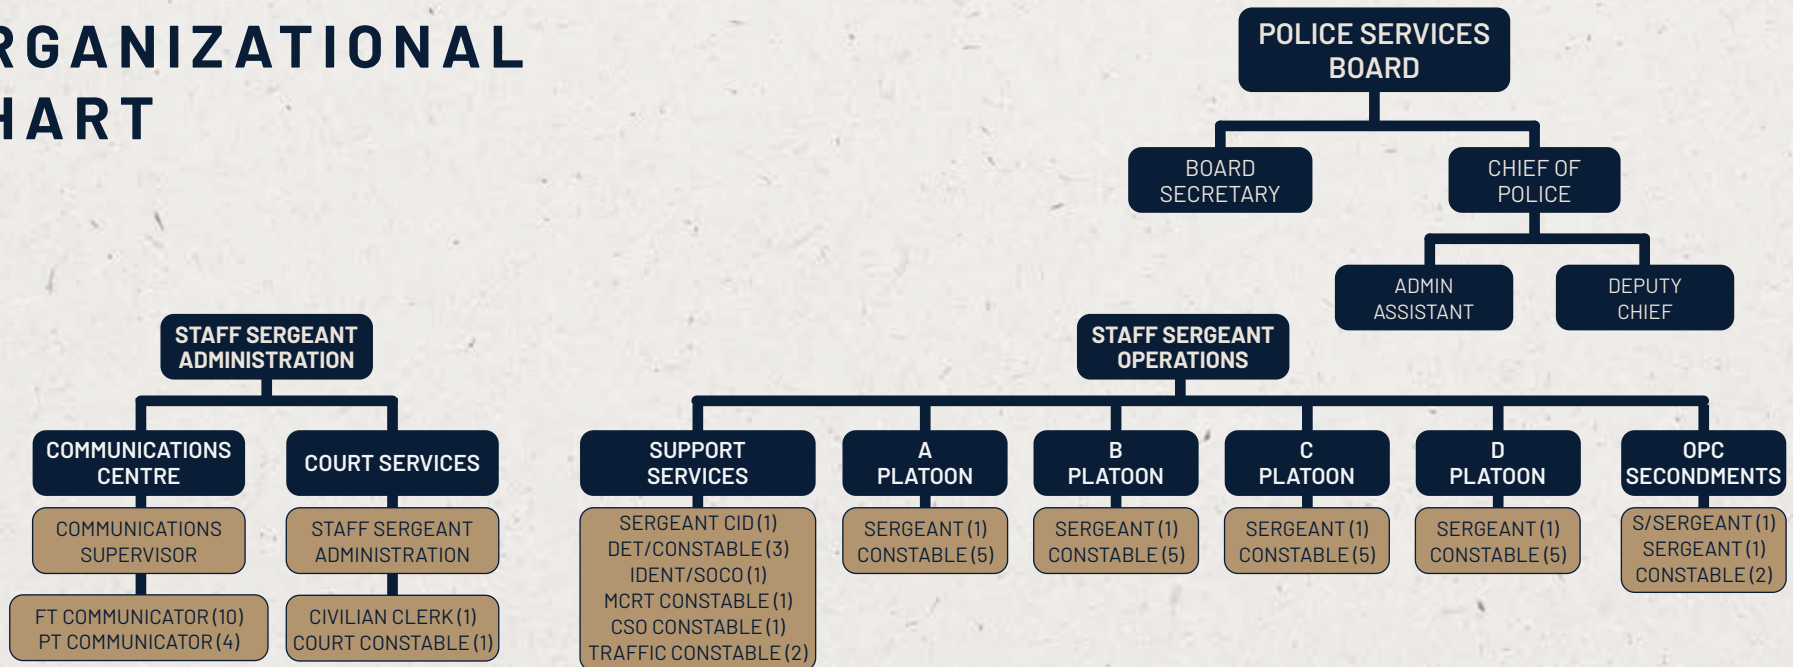 RGANIZATIONAL
HART
POLICE SERVICES
BOARD
BOARD
SECRETARY
CHIEF OF
POLICE
ADMIN
ASSISTANT
DEPUTY
CHIEF
STAFF SERGEANT
ADMINISTRATION
COMMUNICATIONS
CENTRE
COMMUNICATIONS
SUPERVISOR
FT COMMUNICATOR (10)
PT COMMUNICATOR (4)
COURT SERVICES
STAFF SERGEANT
ADMINISTRATION
CIVILIAN CLERK (1)
COURT CONSTABLE (1)
STAFF SERGEANT
OPERATIONS
SUPPORT
SERVICES
SERGEANT CID (1)
DET/CONSTABLE (3)
IDENT/SOCO (1)
MCRT CONSTABLE (1)
CSO CONSTABLE (1)
TRAFFIC CONSTABLE (2)
A
PLATOON
SERGEANT (1)
CONSTABLE (5)
B
PLATOON
SERGEANT (1)
CONSTABLE (5)
C
PLATOON
SERGEANT (1)
CONSTABLE (5)
D
PLATOON
SERGEANT (1)
CONSTABLE (5)
OPC
SECONDMENTS
S/SERGEANT (1)
SERGEANT (1)
CONSTABLE (2)